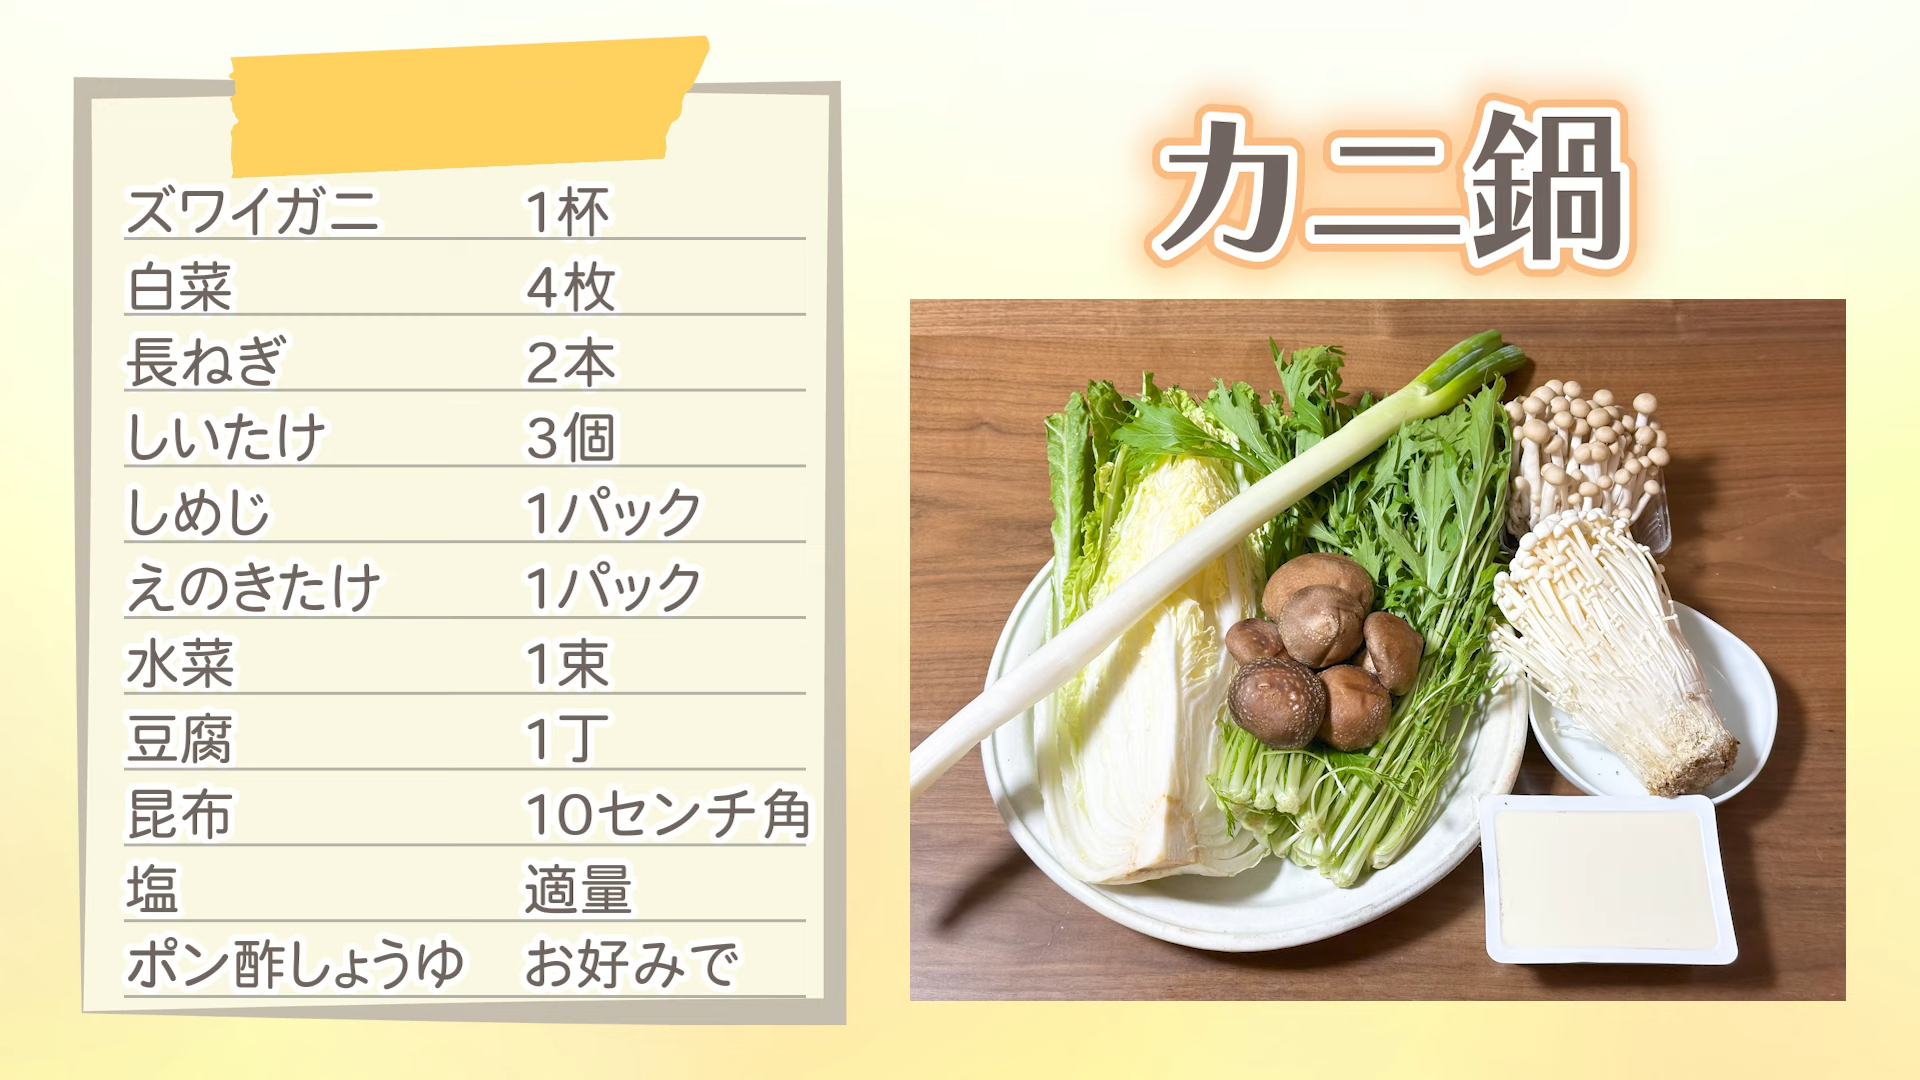 カニ鍋
ズワイガニ 1杯
白菜 4枚
長ねぎ 2本
しいたけ 3個
しめじ 1パック
えのきたけ 1パック
水菜 1束
豆腐 1丁
昆布 10センチ角
塩 適量
ポン酢しょうゆ お好みで